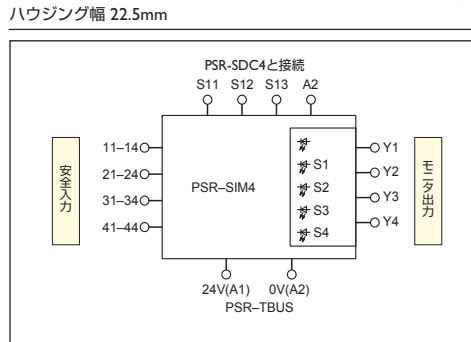 ハウジング幅 22.5mm
PSR-SDC4と接続
S11 S12 S13 A2
安全入力
11–14
21–24
31–34
41–44
PSR–SIM4
S1
S2
S3
S4
Y1
Y2
Y3
Y4
モニタ出力
24V(A1) 0V(A2)
PSR–TBUS